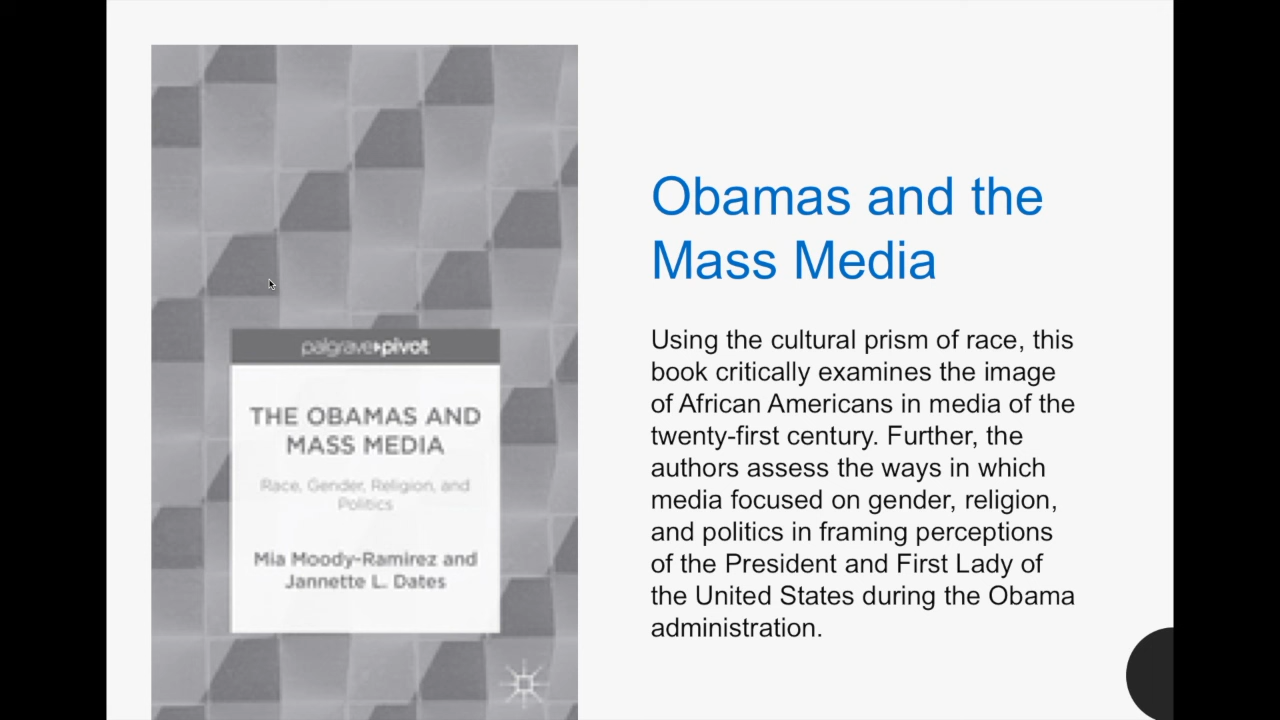 palgrave pivot
THE OBAMAS AND
MASS MEDIA
Race, Gender, Religion, and
Politics
Mia Moody-Ramirez and
Jannette L. Dates
Obamas and the
Mass Media
Using the cultural prism of race, this
book critically examines the image
of African Americans in media of the
twenty-first century. Further, the
authors assess the ways in which
media focused on gender, religion,
and politics in framing perceptions
of the President and First Lady of
the United States during the Obama
administration.